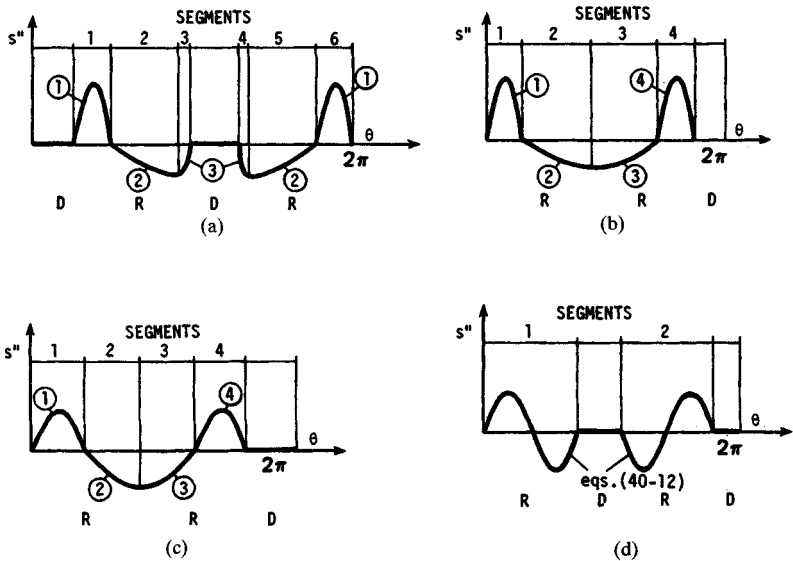 SEGMENTS
s"
1 2 3 4 5 6
① ①
θ
2π
② ③ ②
D R D R
(a)
SEGMENTS
s"
1 2 3 4
① ④
θ
2π
② ③
R R D
(b)
SEGMENTS
s"
1 2 3 4
① ④
θ
2π
② ③
R R D
(c)
SEGMENTS
s"
1 2
θ
2π
eqs.(40-12)
R D R D
(d)